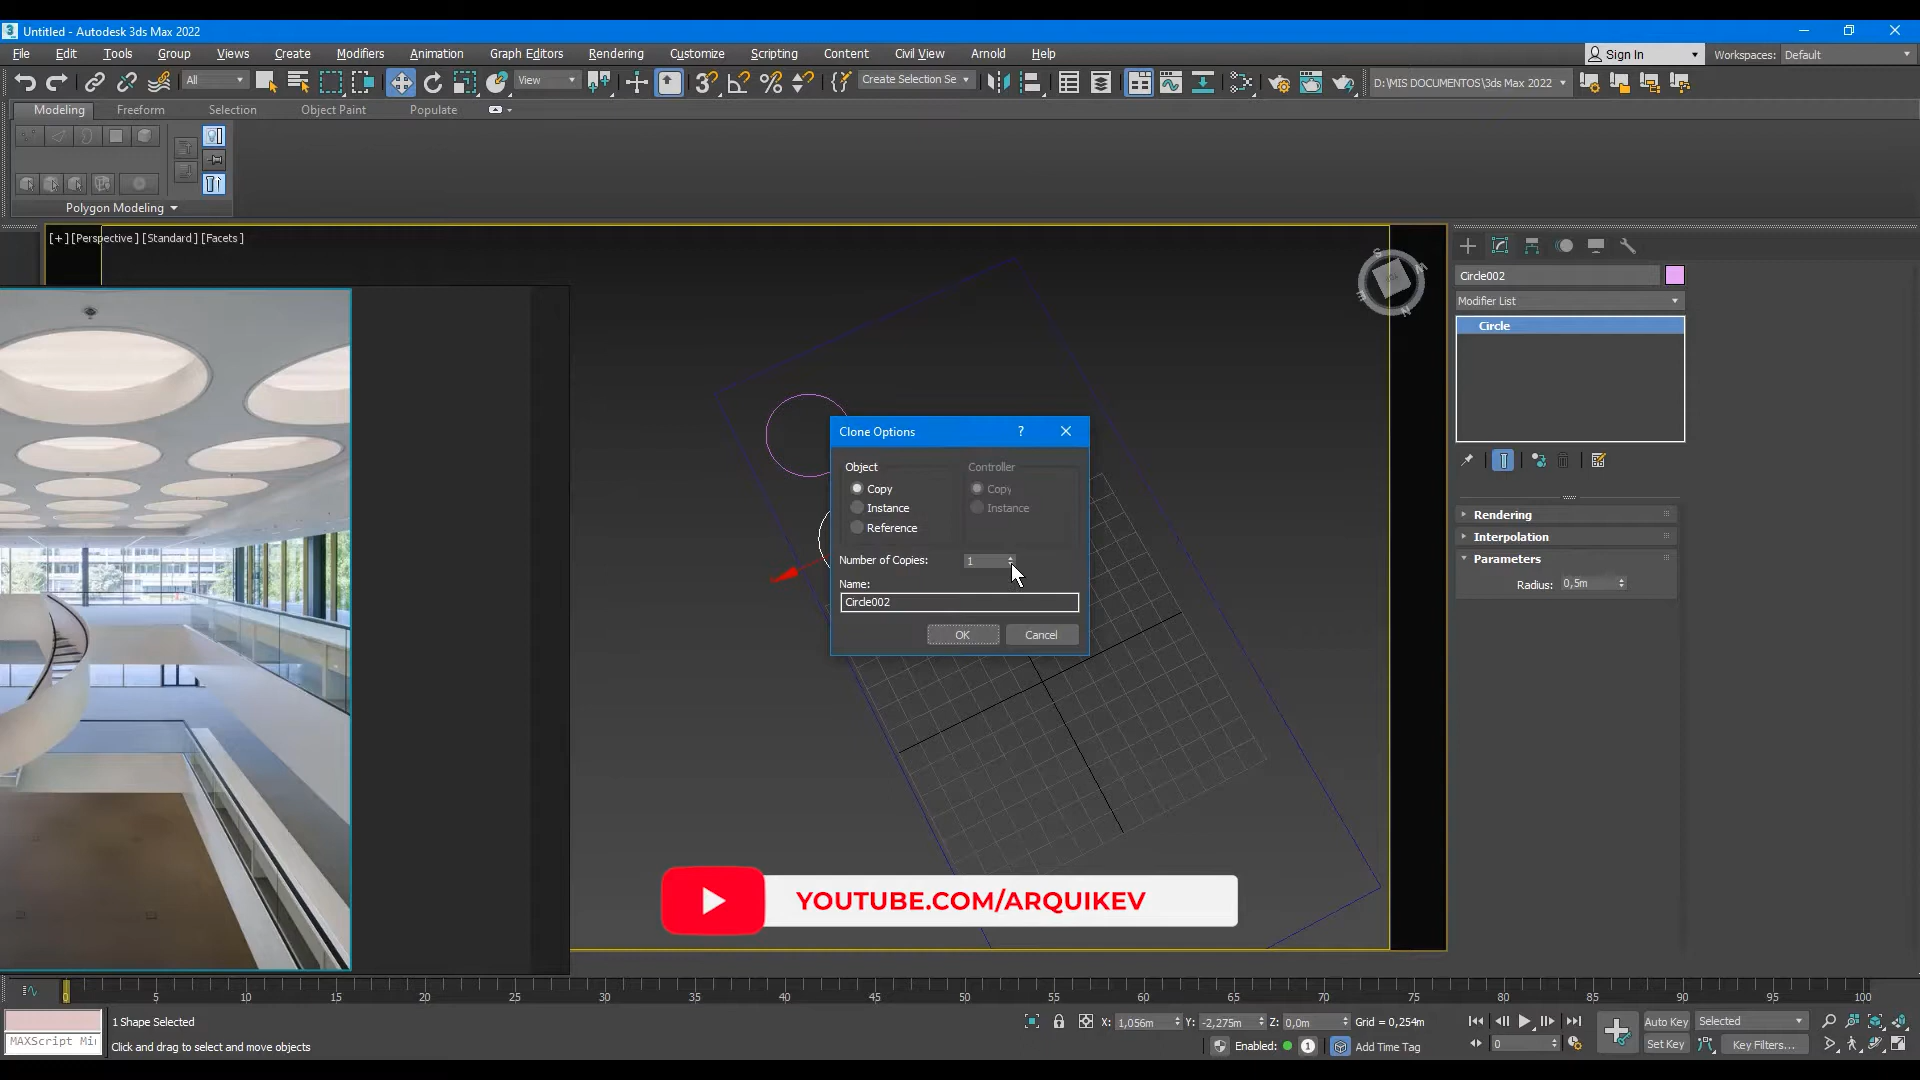 Untitled - Autodesk 3ds Max 2022
File Edit Tools Group Views Create Modifiers Animation Graph Editors Rendering Customize Scripting Content Civil View Arnold Help
Sign In
Workspaces: Default
All
View
Create Selection Se
D:\MIS DOCUMENTOS\3ds Max 2022
Modeling Freeform Selection Object Paint Populate
Polygon Modeling
[+] [Perspective] [Standard] [Facets]
Circle002
Modifier List
Circle
Clone Options
?
Object
Controller
Copy
Copy
Instance
Instance
Reference
Number of Copies: 1
Name:
Circle002
OK
Cancel
Rendering
Interpolation
Parameters
Radius: 0,5m
YOUTUBE.COM/ARQUIKEV
0 5 10 15 20 25 30 35 40 45 50 55 60 65 70 75 80 85 90 95 100
1 Shape Selected
X: 1,056m Y: -2,275m Z: 0,0m Grid = 0,254m
Auto Key
Selected
MAXScript Mi
Click and drag to select and move objects
Enabled:
1
Add Time Tag
0
Set Key
Key Filters...